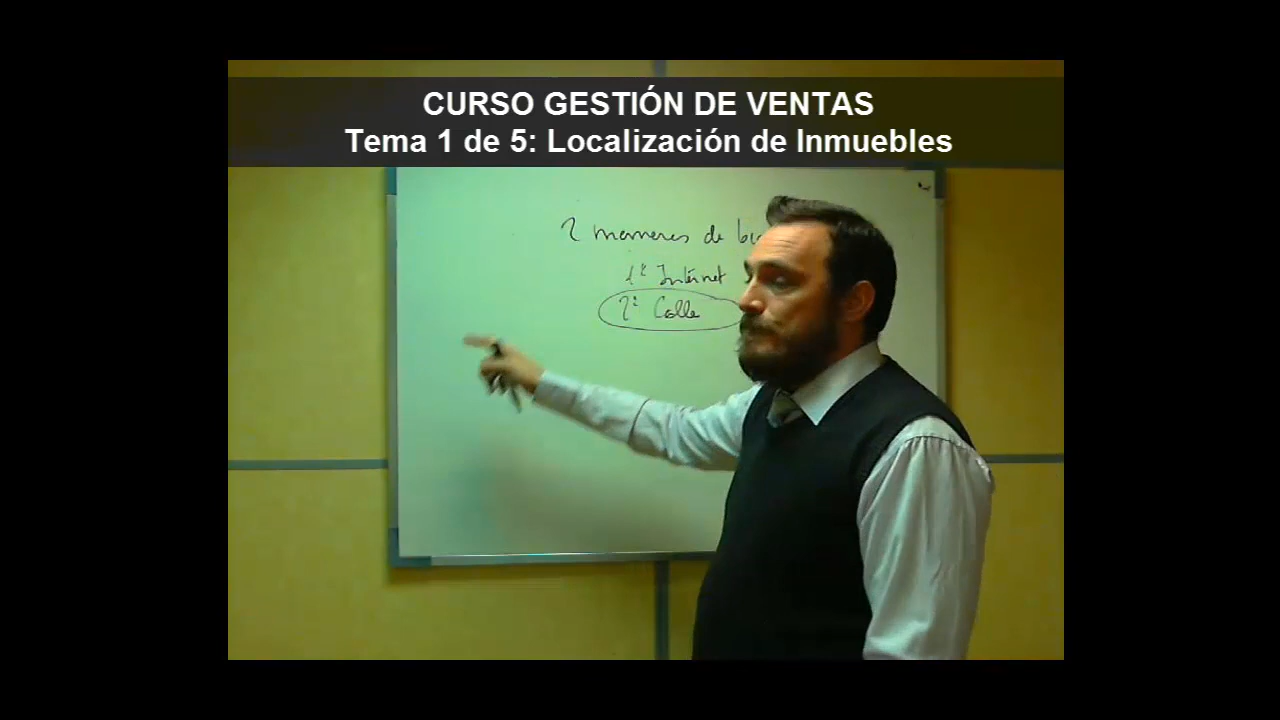 CURSO GESTIÓN DE VENTAS
Tema 1 de 5: Localización de Inmuebles
2 maneras de
1º Internet
2º Calle